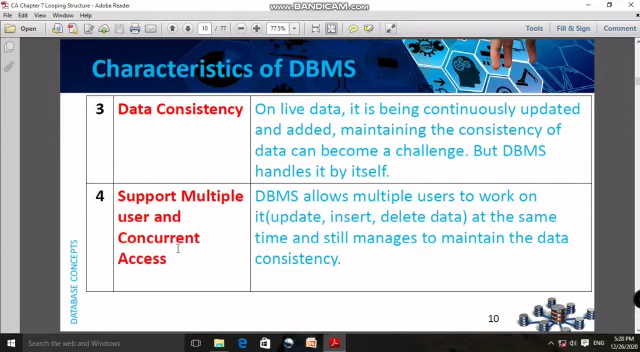 CA Chapter 7 Looping Structure - Adobe Reader
www.BANDICAM.com
File Edit View Window Help
Open 10 / 77 77.5% Tools Fill & Sign Comment
Characteristics of DBMS
3 Data Consistency
On live data, it is being continuously updated
and added, maintaining the consistency of
data can become a challenge. But DBMS
handles it by itself.
4 Support Multiple
user and
Concurrent
Access
DBMS allows multiple users to work on
it(update, insert, delete data) at the same
time and still manages to maintain the data
consistency.
DATABASE CONCEPTS
10
Search the web and Windows
ENG
5:28 PM
12/26/2020